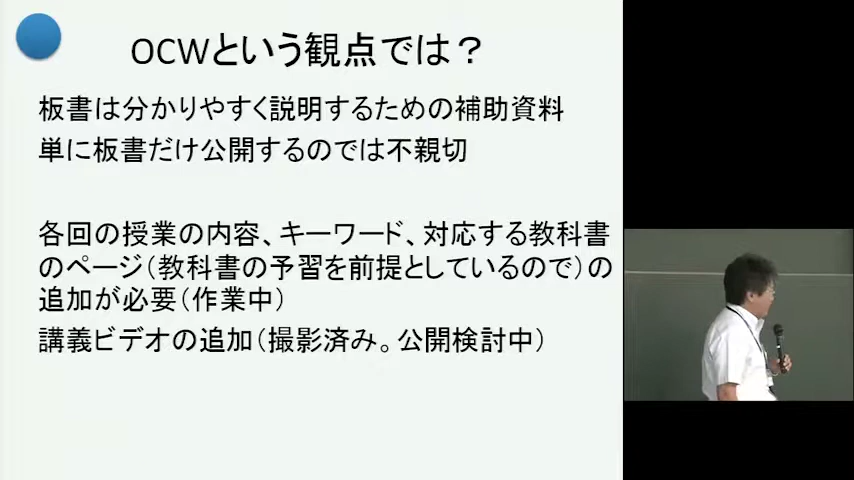 OCWという観点では？
板書は分かりやすく説明するための補助資料
単に板書だけ公開するのでは不親切
各回の授業の内容、キーワード、対応する教科書
のページ（教科書の予習を前提としているので）の
追加が必要（作業中）
講義ビデオの追加（撮影済み。公開検討中）